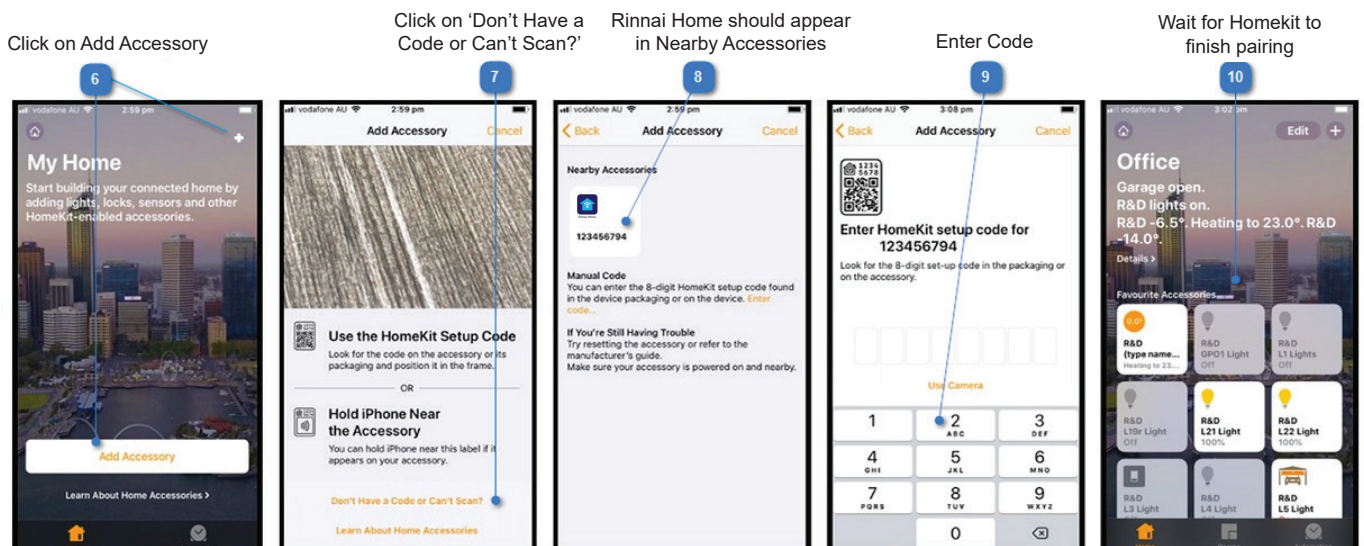 Click on Add Accessory
Click on ‘Don’t Have a
Code or Can’t Scan?’
Rinnai Home should appear
in Nearby Accessories
Enter Code
Wait for Homekit to
finish pairing
6
7
8
9
10
vodafone AU 2:59 pm
My Home
Start building your connected home by
adding lights, locks, sensors and other
HomeKit-enabled accessories.
Add Accessory
Learn About Home Accessories >
vodafone AU 2:59 pm
Add Accessory Cancel
Use the HomeKit Setup Code
Look for the code on the accessory or its
packaging and position it in the frame.
OR
Hold iPhone Near
the Accessory
You can hold iPhone near this label if it
appears on your accessory.
Don't Have a Code or Can't Scan?
Learn About Home Accessories
vodafone AU 2:59 pm
Back Add Accessory Cancel
Nearby Accessories
123456794
Manual Code
You can enter the 8-digit HomeKit setup code found
in the device packaging or on the device. Enter
code...
If You're Still Having Trouble
Try resetting the accessory or refer to the
manufacturer's guide.
Make sure your accessory is powered on and nearby.
vodafone AU 3:08 pm
Back Add Accessory Cancel
1234
5678
Enter HomeKit setup code for
123456794
Look for the 8-digit set-up code in the packaging or
on the accessory.
Use Camera
1 2 3
ABC DEF
4 5 6
GHI JKL MNO
7 8 9
PQRS TUV WXYZ
0
vodafone AU 3:02 pm
Edit +
Office
Garage open.
R&D lights on.
R&D -6.5°. Heating to 23.0°. R&D
-14.0°.
Details >
Favourite Accessories
0.0°
R&D
(type name...
Heating to 23....
R&D
GPO1 Light
Off
R&D
L1 Lights
Off
R&D
L19r Light
Off
R&D
L21 Light
100%
R&D
L22 Light
100%
R&D
L3 Light
R&D
L4 Light
R&D
L5 Light